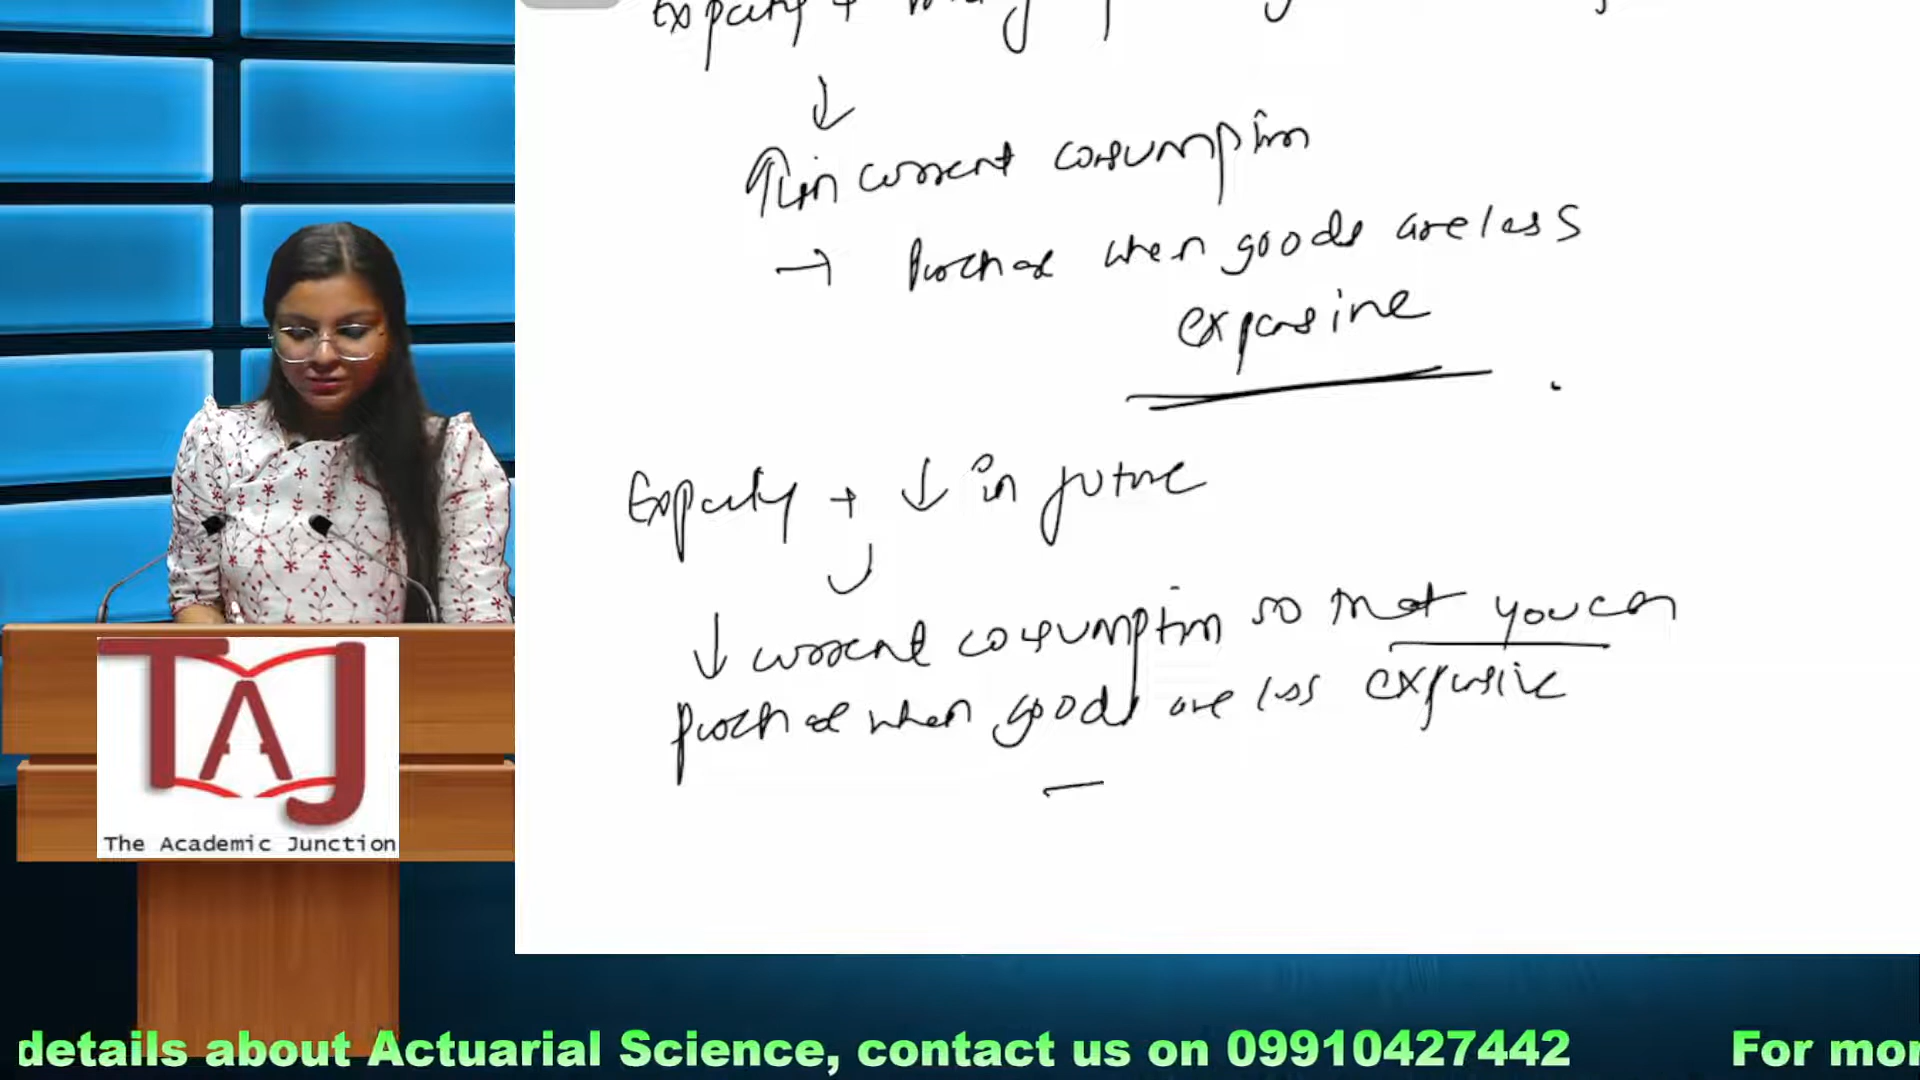 ↓
↑ in current consumption
→ Purchase when goods are less
expensive
Expecting + ↓ in future
↓ current consumption so that you can
purchase when goods are less expensive
TAJ
The Academic Junction
details about Actuarial Science, contact us on 09910427442 For mor